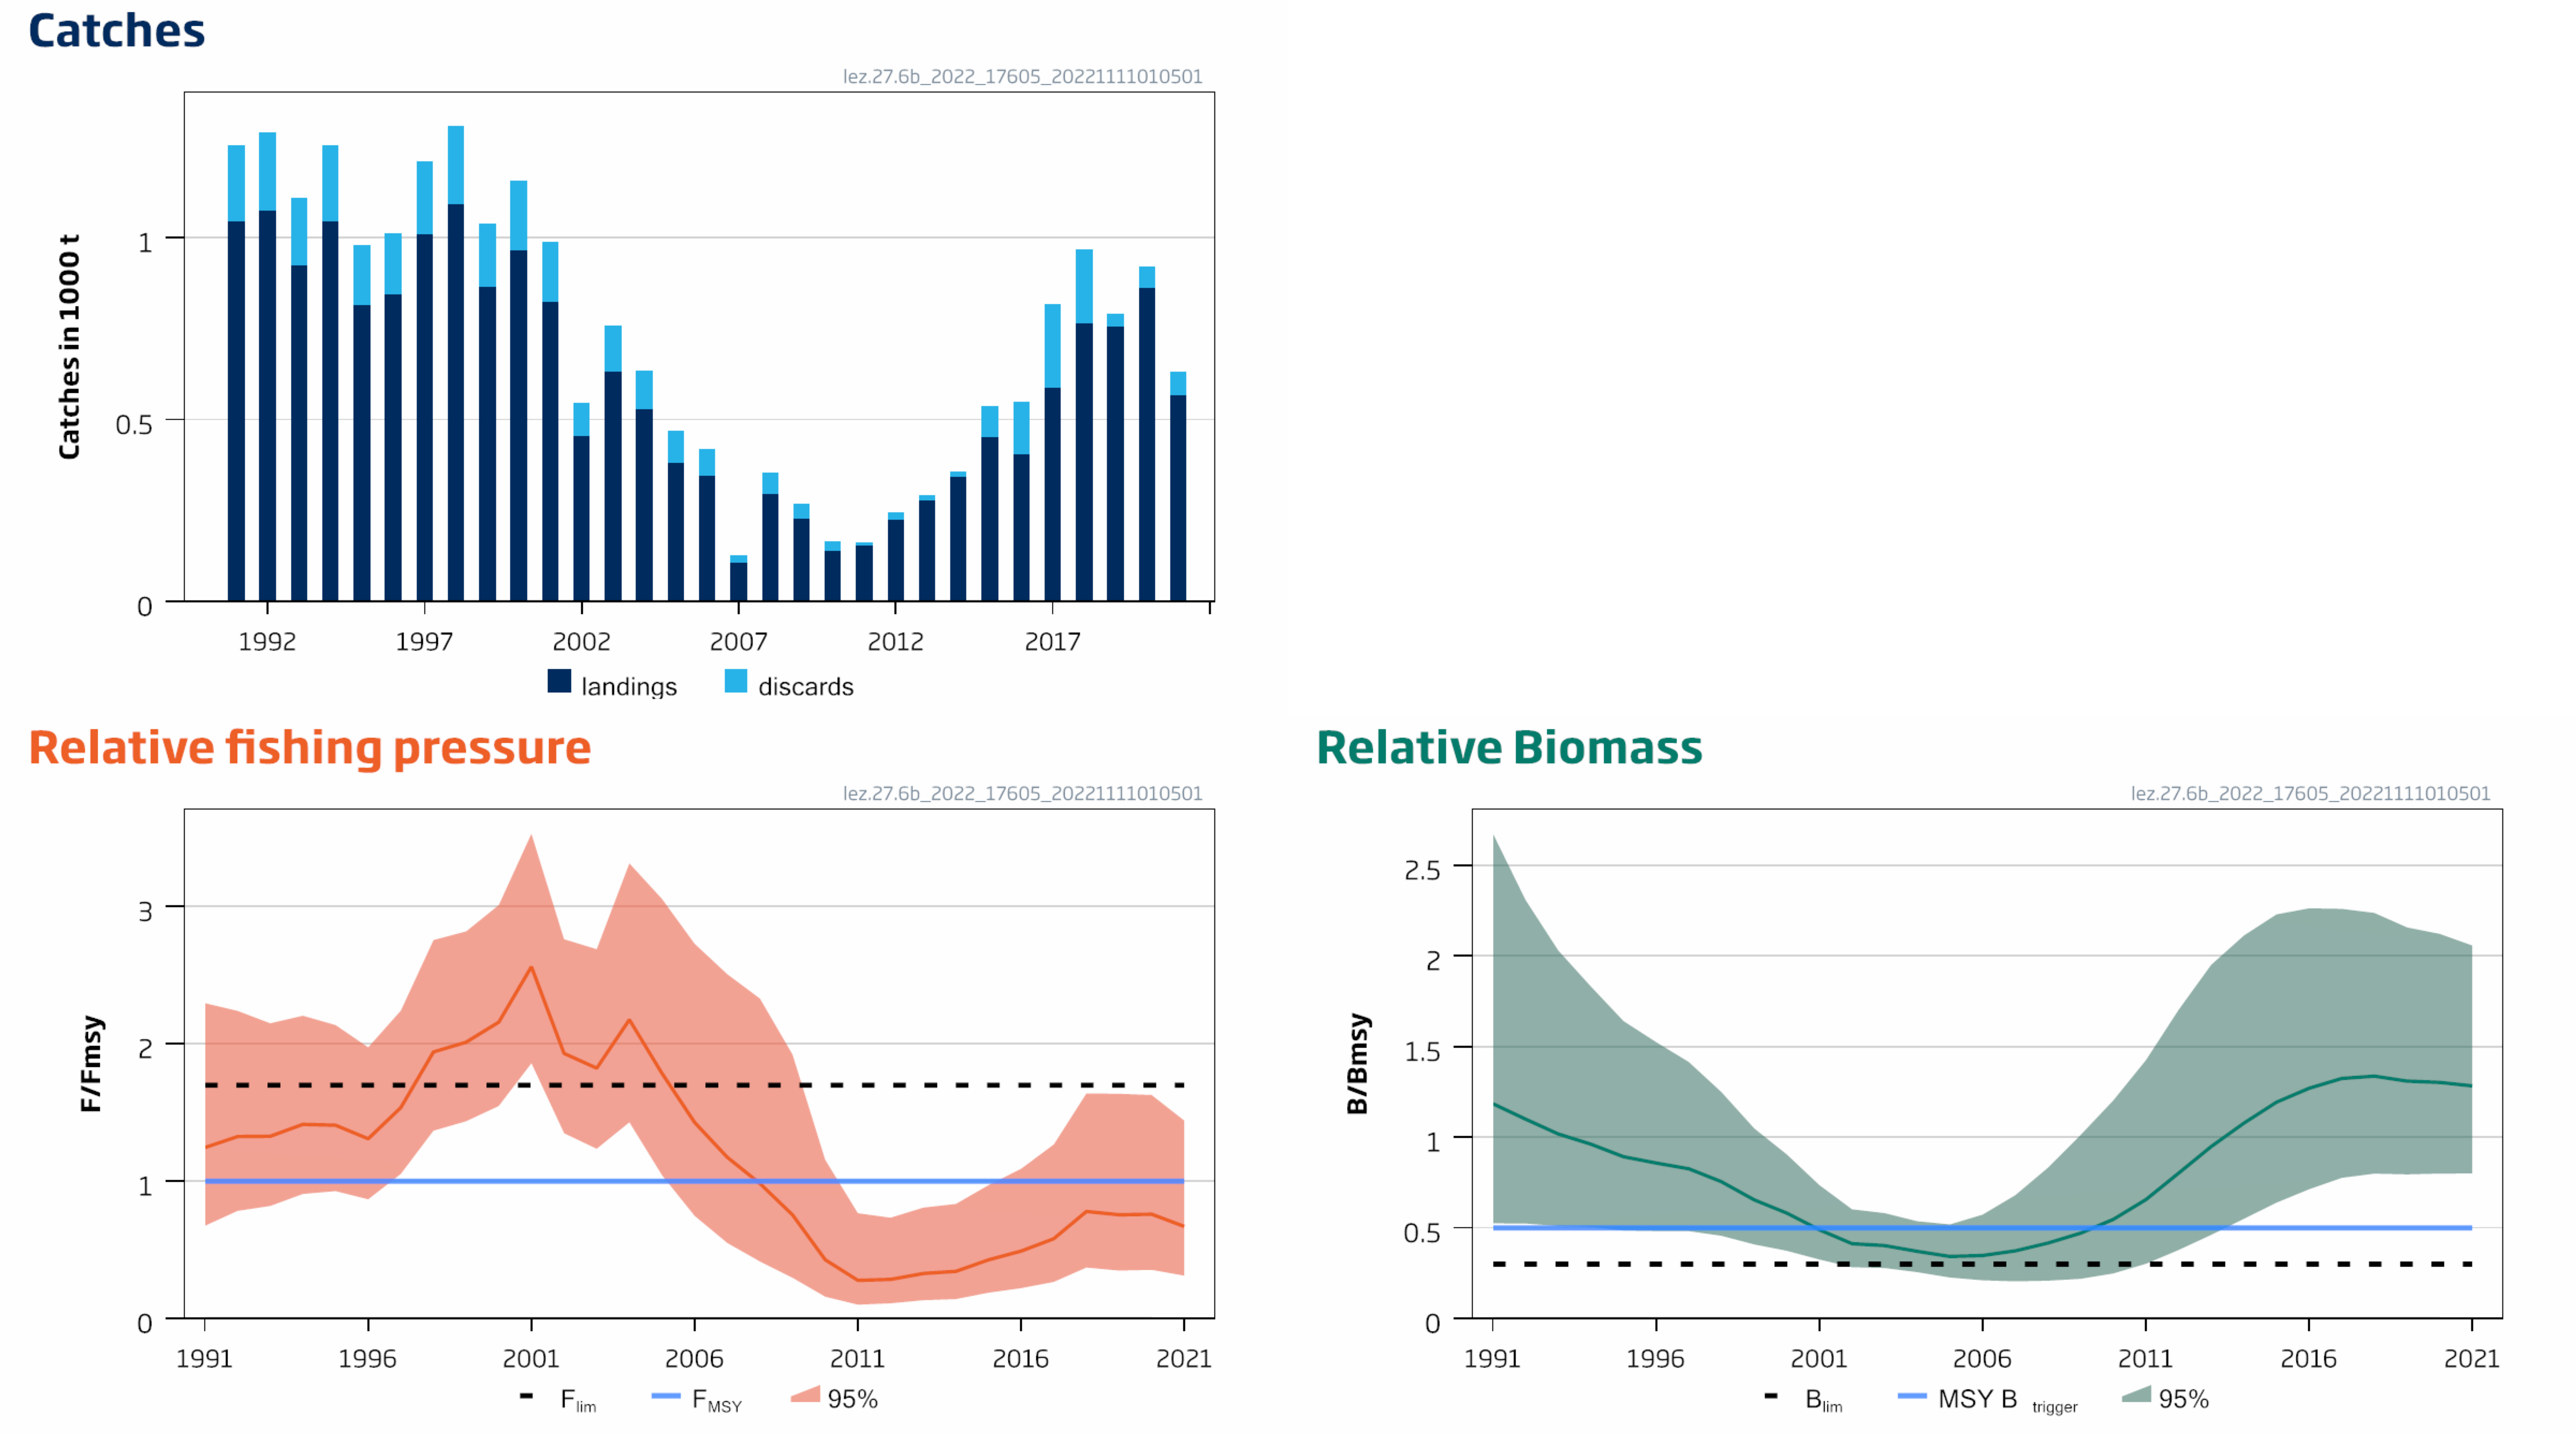 Catches
lez.27.6b_2022_17605_20221111010501
Catches in 1000 t
1
0.5
0
1992 1997 2002 2007 2012 2017
landings discards
Relative fishing pressure
lez.27.6b_2022_17605_20221111010501
F/Fmsy
3
2
1
0
1991 1996 2001 2006 2011 2016 2021
Flim FMSY 95%
Relative Biomass
lez.27.6b_2022_17605_20221111010501
B/Bmsy
2.5
2
1.5
1
0.5
0
1991 1996 2001 2006 2011 2016 2021
Blim MSY B trigger 95%